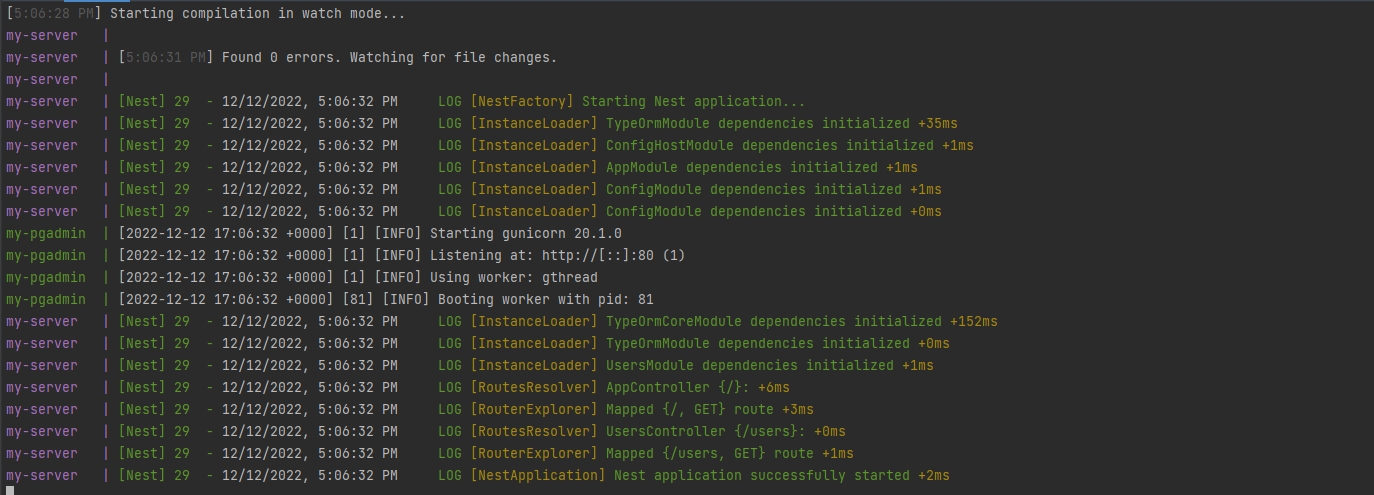 [5:06:28 PM] Starting compilation in watch mode...
my-server   |
my-server   | [5:06:31 PM] Found 0 errors. Watching for file changes.
my-server   |
my-server   | [Nest] 29  - 12/12/2022, 5:06:32 PM     LOG [NestFactory] Starting Nest application...
my-server   | [Nest] 29  - 12/12/2022, 5:06:32 PM     LOG [InstanceLoader] TypeOrmModule dependencies initialized +35ms
my-server   | [Nest] 29  - 12/12/2022, 5:06:32 PM     LOG [InstanceLoader] ConfigHostModule dependencies initialized +1ms
my-server   | [Nest] 29  - 12/12/2022, 5:06:32 PM     LOG [InstanceLoader] AppModule dependencies initialized +1ms
my-server   | [Nest] 29  - 12/12/2022, 5:06:32 PM     LOG [InstanceLoader] ConfigModule dependencies initialized +1ms
my-server   | [Nest] 29  - 12/12/2022, 5:06:32 PM     LOG [InstanceLoader] ConfigModule dependencies initialized +0ms
my-pgadmin  | [2022-12-12 17:06:32 +0000] [1] [INFO] Starting gunicorn 20.1.0
my-pgadmin  | [2022-12-12 17:06:32 +0000] [1] [INFO] Listening at: http://[::]:80 (1)
my-pgadmin  | [2022-12-12 17:06:32 +0000] [1] [INFO] Using worker: gthread
my-pgadmin  | [2022-12-12 17:06:32 +0000] [81] [INFO] Booting worker with pid: 81
my-server   | [Nest] 29  - 12/12/2022, 5:06:32 PM     LOG [InstanceLoader] TypeOrmCoreModule dependencies initialized +152ms
my-server   | [Nest] 29  - 12/12/2022, 5:06:32 PM     LOG [InstanceLoader] TypeOrmModule dependencies initialized +0ms
my-server   | [Nest] 29  - 12/12/2022, 5:06:32 PM     LOG [InstanceLoader] UsersModule dependencies initialized +1ms
my-server   | [Nest] 29  - 12/12/2022, 5:06:32 PM     LOG [RoutesResolver] AppController {/}: +6ms
my-server   | [Nest] 29  - 12/12/2022, 5:06:32 PM     LOG [RouterExplorer] Mapped {/, GET} route +3ms
my-server   | [Nest] 29  - 12/12/2022, 5:06:32 PM     LOG [RoutesResolver] UsersController {/users}: +0ms
my-server   | [Nest] 29  - 12/12/2022, 5:06:32 PM     LOG [RouterExplorer] Mapped {/users, GET} route +1ms
my-server   | [Nest] 29  - 12/12/2022, 5:06:32 PM     LOG [NestApplication] Nest application successfully started +2ms